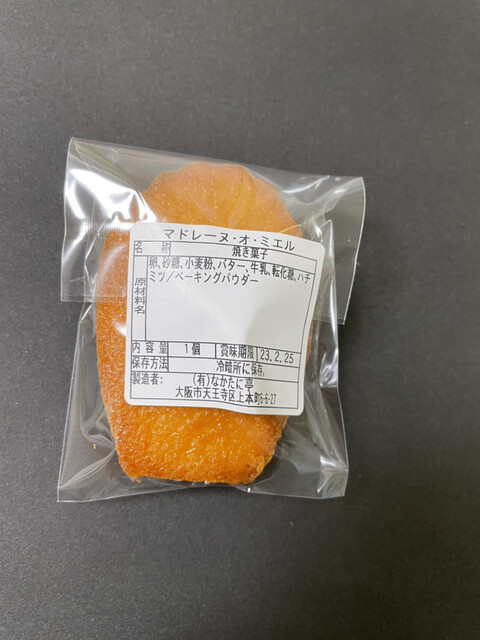 マドレーヌ・オ・ミエル
名 称 焼き菓子
原材料名 卵、砂糖、小麦粉、バター、牛乳、転化糖、ハチ
ミツ/ベーキングパウダー
内容量 1個 賞味期限 23.2.25
保存方法 冷暗所に保存。
製造者: (有)なかたに亭
大阪市天王寺区上本町6-6-27